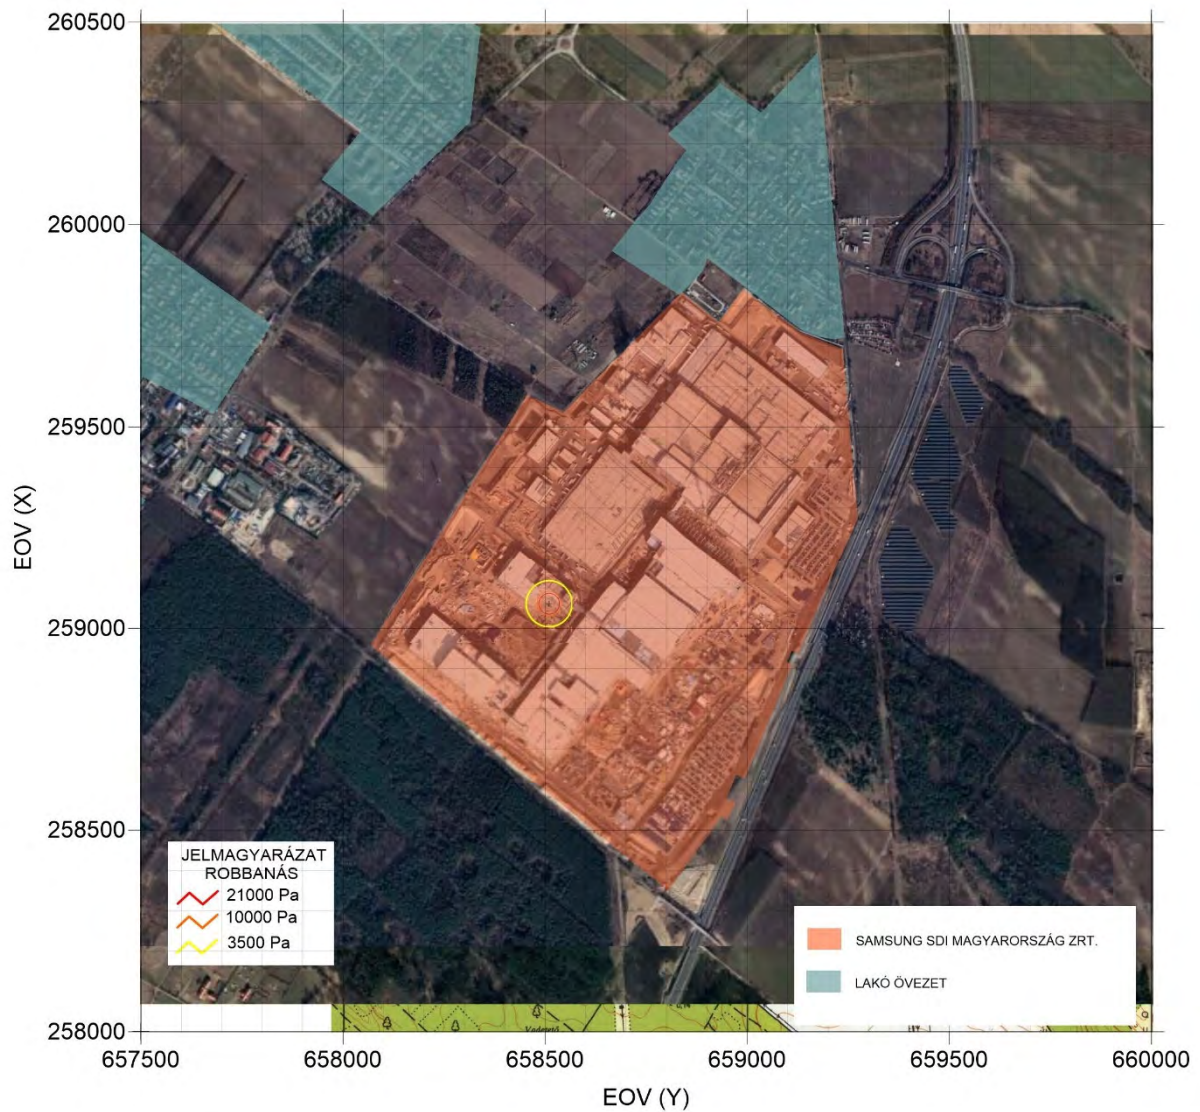 260500
260000
259500
259000
258500
258000
EOV (X)
657500
658000
658500
659000
659500
660000
EOV (Y)
JELMAGYARÁZAT
ROBBANÁS
21000 Pa
10000 Pa
3500 Pa
SAMSUNG SDI MAGYARORSZÁG ZRT.
LAKÓ ÖVEZET